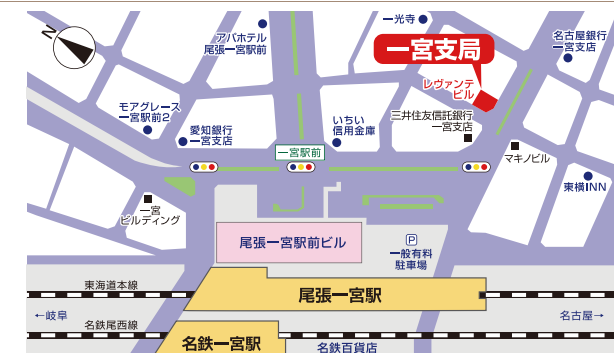 N
一光寺
アパホテル
尾張一宮駅前
一宮支局
名古屋銀行
一宮支店
レヴァンテ
ビル
モアグレース
一宮駅前2
愛知銀行
一宮支店
いちい
信用金庫
三井住友信託銀行
一宮支店
一宮駅前
マキノビル
東横INN
一宮
ビルディング
尾張一宮駅前ビル
P
一般有料
駐車場
東海道本線
尾張一宮駅
←岐阜
名古屋→
名鉄尾西線
名鉄一宮駅
名鉄百貨店